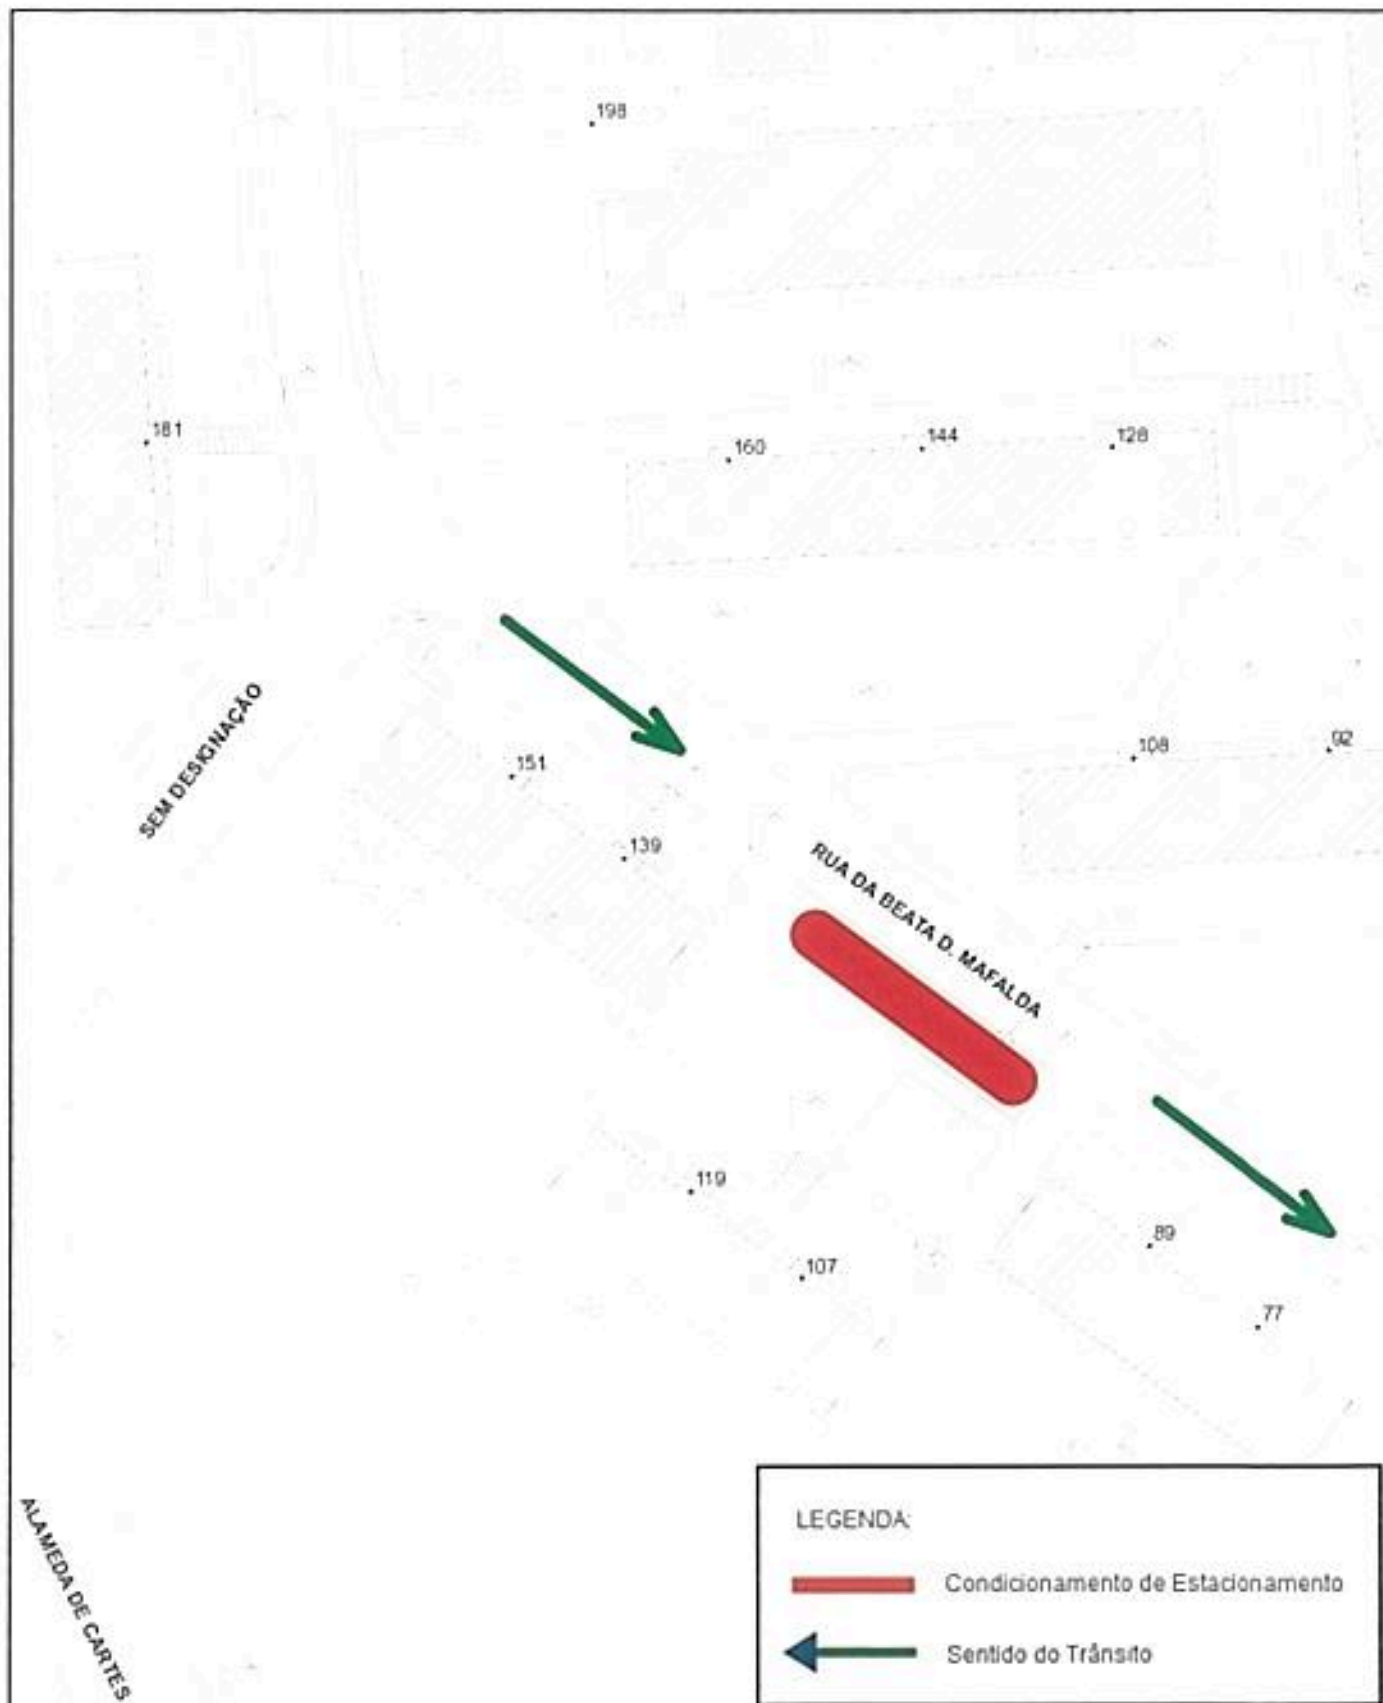 198
181
160
144
128
SEM DESIGNAÇÃO
151
139
108
92
RUA DA BEATA D. MAFALDA
119
107
89
77
ALAMEDA DE CARTES
LEGENDA:
Condicionamento de Estacionamento
Sentido do Trânsito